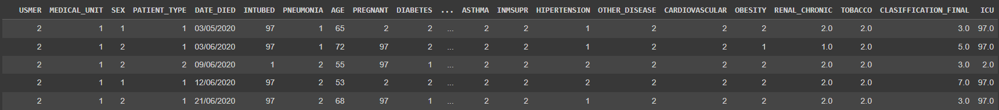 USMER MEDICAL_UNIT SEX PATIENT_TYPE DATE_DIED INTUBED PNEUMONIA AGE PREGNANT DIABETES ... ASTHMA INMSUPR HIPERTENSION OTHER_DISEASE CARDIOVASCULAR OBESITY RENAL_CHRONIC TOBACCO CLASIFFICATION_FINAL ICU
2 1 1 1 03/05/2020 97 1 65 2 2 ... 2 2 1 2 2 2 2.0 2.0 3.0 97.0
2 1 2 1 03/06/2020 97 1 72 97 2 ... 2 2 1 2 2 1 1.0 2.0 5.0 97.0
2 1 2 2 09/06/2020 1 2 55 97 1 ... 2 2 2 2 2 2 2.0 2.0 3.0 2.0
2 1 1 1 12/06/2020 97 2 53 2 2 ... 2 2 2 2 2 2 2.0 2.0 7.0 97.0
2 1 2 1 21/06/2020 97 2 68 97 1 ... 2 2 1 2 2 2 2.0 2.0 3.0 97.0